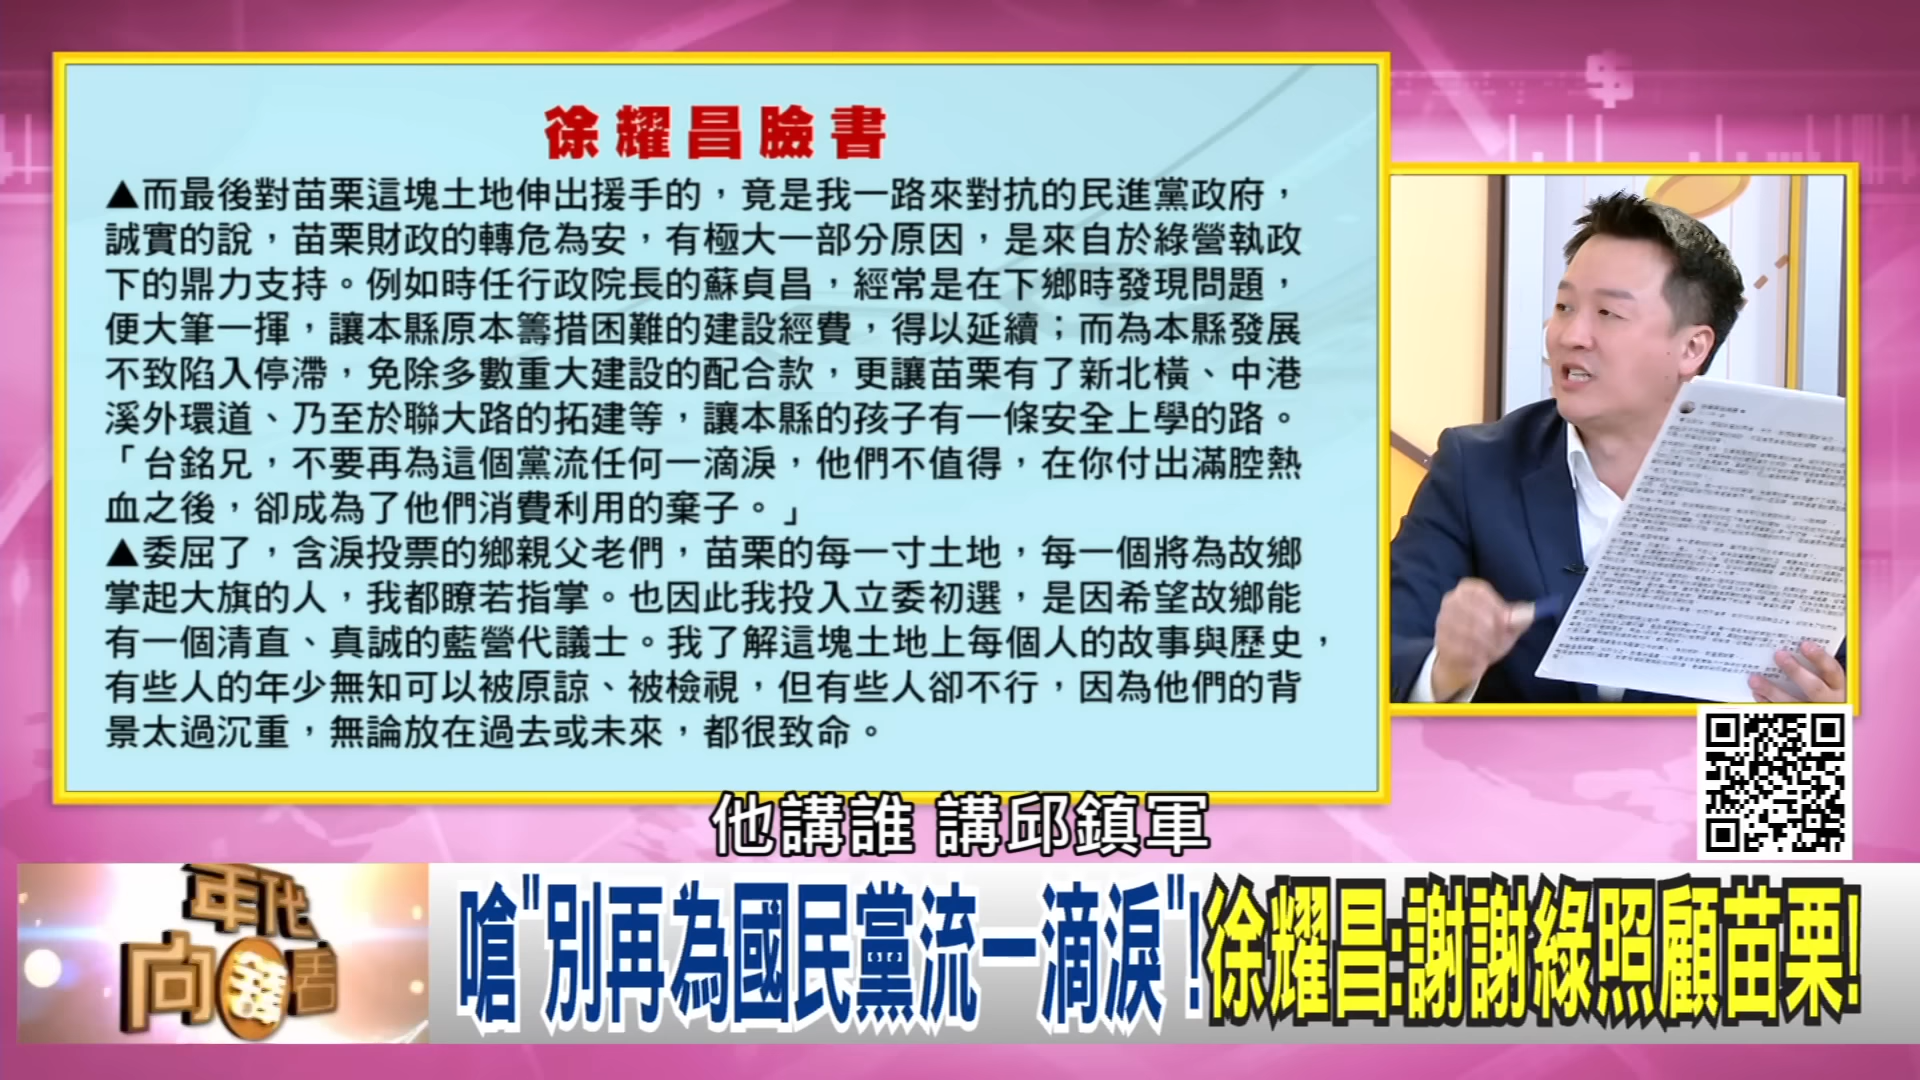 徐耀昌臉書
▲而最後對苗栗這塊土地伸出援手的，竟是我一路來對抗的民進黨政府，
誠實的說，苗栗財政的轉危為安，有極大一部分原因，是來自於綠營執政
下的鼎力支持。例如時任行政院長的蘇貞昌，經常是在下鄉時發現問題，
便大筆一揮，讓本縣原本籌措困難的建設經費，得以延續；而為本縣發展
不致陷入停滯，免除多數重大建設的配合款，更讓苗栗有了新北橫、中港
溪外環道、乃至於聯大路的拓建等，讓本縣的孩子有一條安全上學的路。
「台銘兄，不要再為這個黨流任何一滴淚，他們不值得，在你付出滿腔熱
血之後，卻成為了他們消費利用的棄子。」
▲委屈了，含淚投票的鄉親父老們，苗栗的每一寸土地，每一個將為故鄉
掌起大旗的人，我都瞭若指掌。也因此我投入立委初選，是因希望故鄉能
有一個清直、真誠的藍營代議士。我了解這塊土地上每個人的故事與歷史，
有些人的年少無知可以被原諒、被檢視，但有些人卻不行，因為他們的背
景太過沉重，無論放在過去或未來，都很致命。
他講誰 講邱鎮軍
年代
向錢看
嗆"別再為國民黨流一滴淚"!徐耀昌:謝謝綠照顧苗栗!